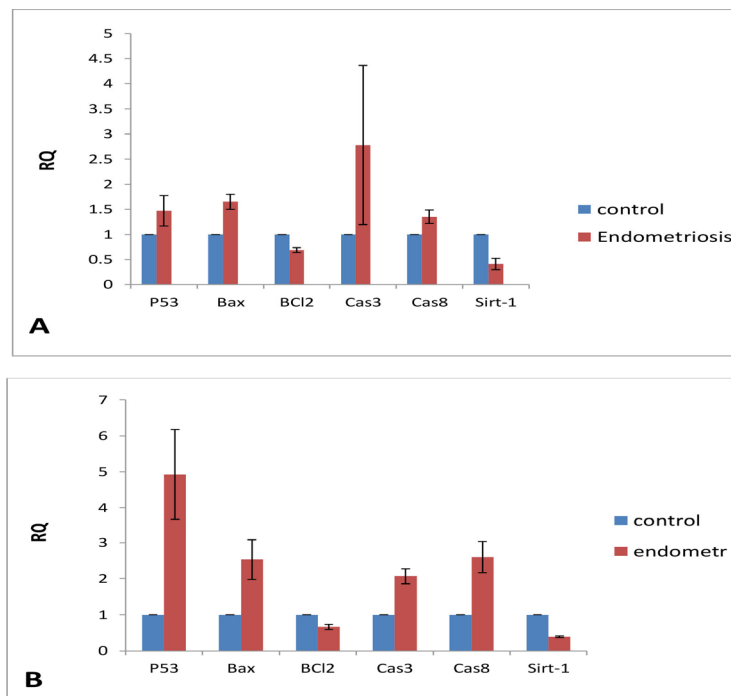 5
4.5
4
3.5
3
2.5
2
1.5
1
0.5
0
RQ
P53 Bax BCl2 Cas3 Cas8 Sirt-1
control
Endometriosis
A
7
6
5
4
3
2
1
0
RQ
P53 Bax BCl2 Cas3 Cas8 Sirt-1
control
endometr
B